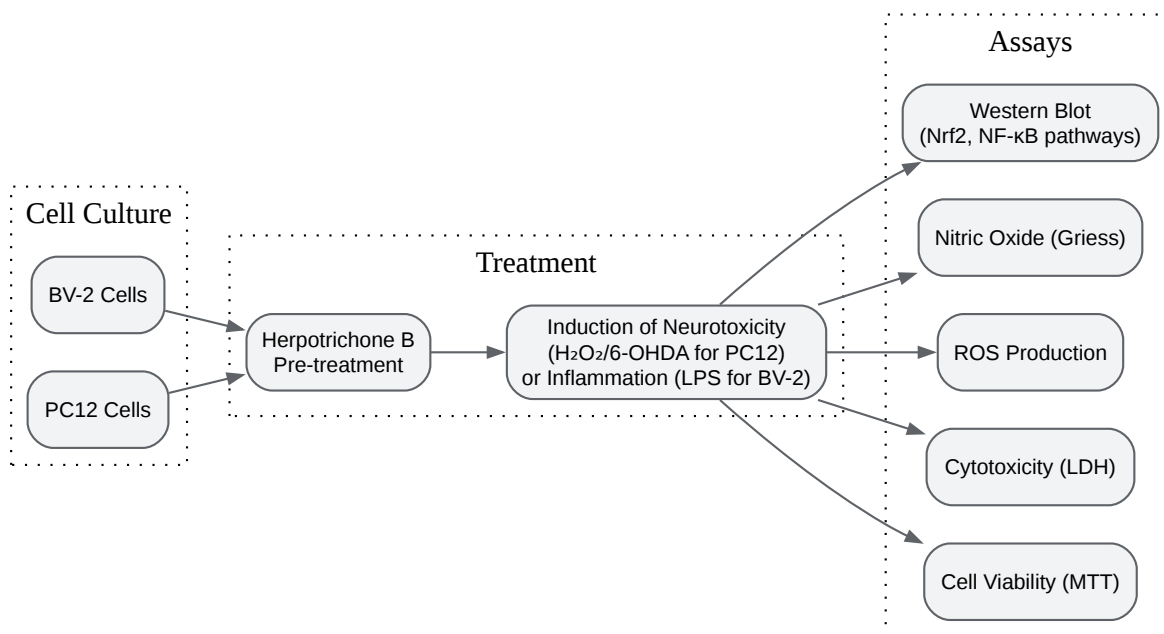 Cell Culture
BV-2 Cells
PC12 Cells
Treatment
Herpotrichone B
Pre-treatment
Induction of Neurotoxicity
(H₂O₂/6-OHDA for PC12)
or Inflammation (LPS for BV-2)
Assays
Western Blot
(Nrf2, NF-κB pathways)
Nitric Oxide (Griess)
ROS Production
Cytotoxicity (LDH)
Cell Viability (MTT)